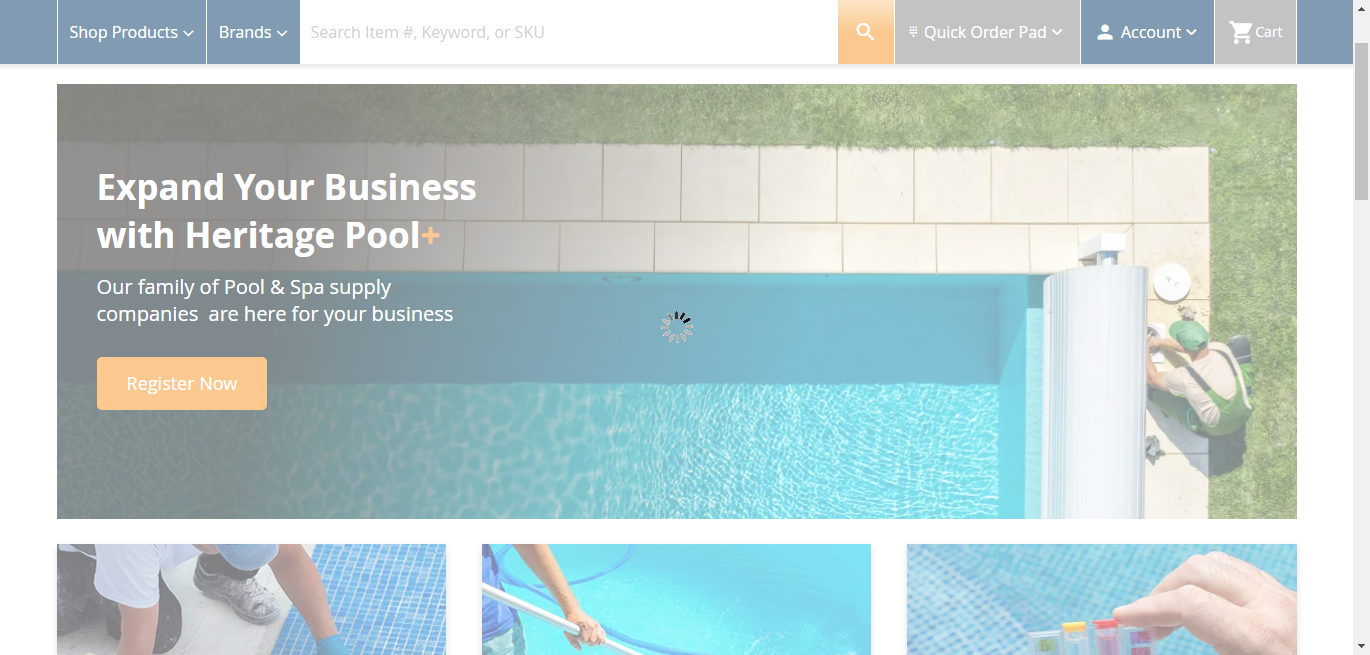 Shop Products
Brands
Search Item #, Keyword, or SKU
Quick Order Pad
Account
Cart
Expand Your Business
with Heritage Pool+
Our family of Pool & Spa supply
companies  are here for your business
Register Now